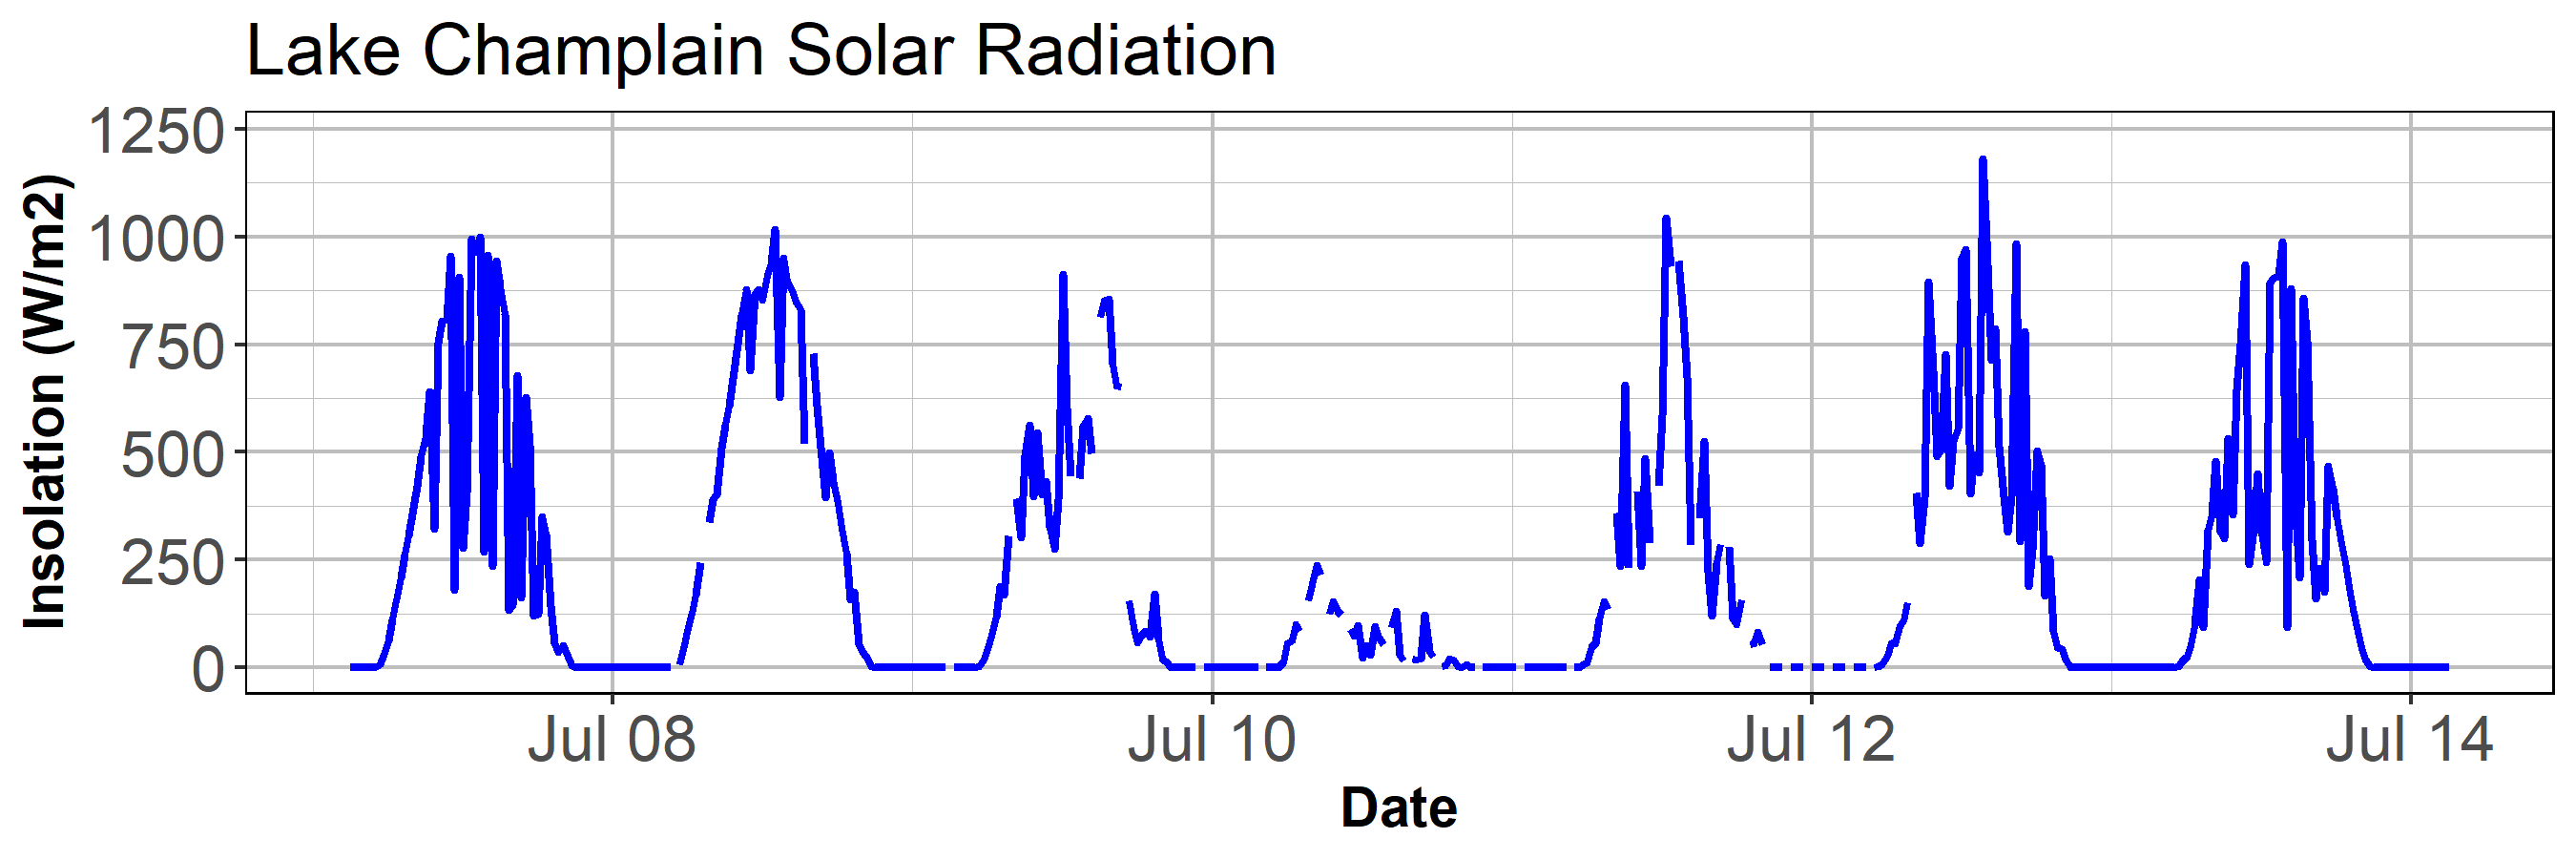 Lake Champlain Solar Radiation
1250
1000
750
500
250
0
Insolation (W/m2)
Jul 08
Jul 10
Jul 12
Jul 14
Date